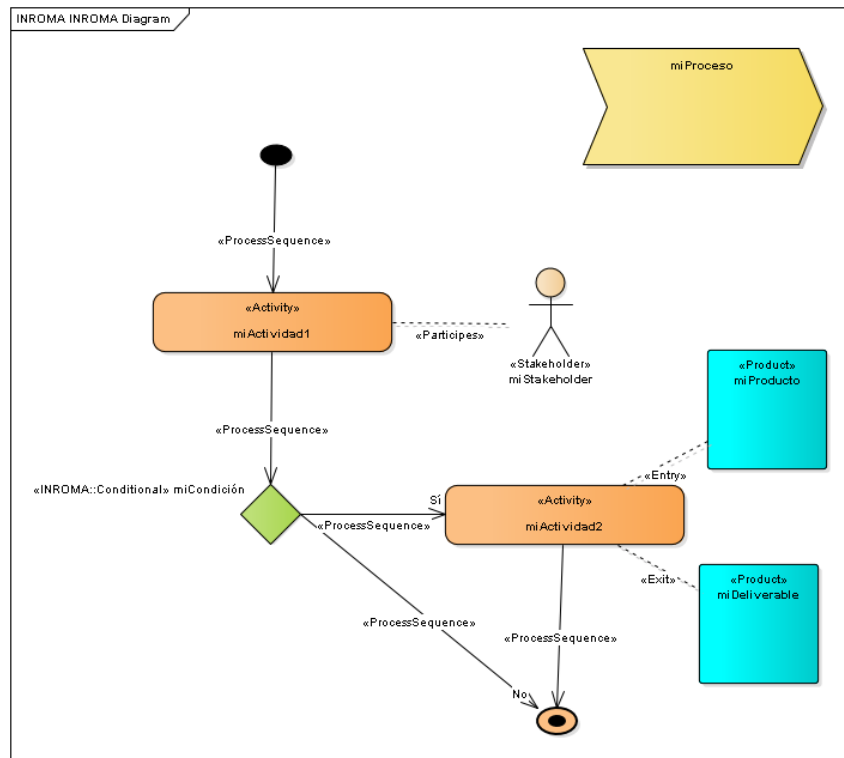 INROMA INROMA Diagram
miProceso
«ProcessSequence»
«Activity»
miActividad1
«Participes»
«Stakeholder»
miStakeholder
«Product»
miProducto
«ProcessSequence»
«Entry»
«INROMA::Conditional» miCondición
Sí
«ProcessSequence»
«Activity»
miActividad2
«Exit»
«Product»
miDeliverable
«ProcessSequence»
«ProcessSequence»
No